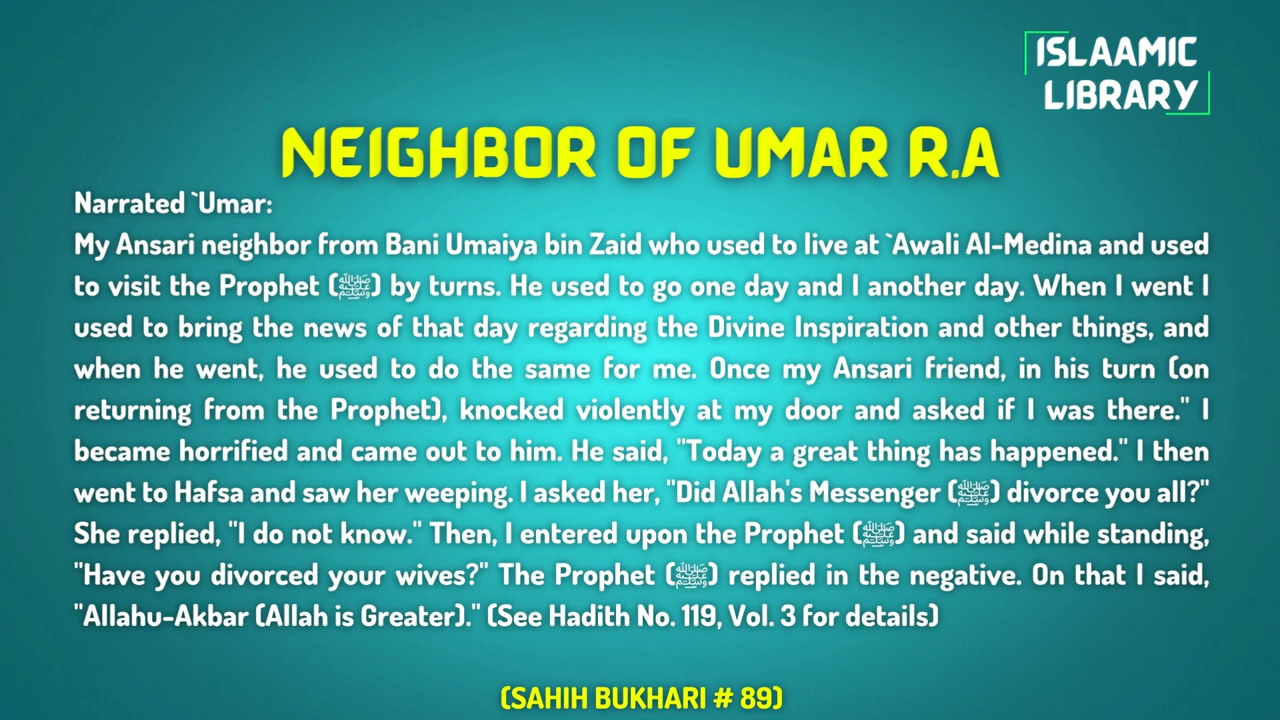 ISLAAMIC
LIBRARY
NEIGHBOR OF UMAR R.A
Narrated `Umar:
My Ansari neighbor from Bani Umaiya bin Zaid who used to live at `Awali Al-Medina and used
to visit the Prophet (ﷺ) by turns. He used to go one day and I another day. When I went I
used to bring the news of that day regarding the Divine Inspiration and other things, and
when he went, he used to do the same for me. Once my Ansari friend, in his turn (on
returning from the Prophet), knocked violently at my door and asked if I was there." I
became horrified and came out to him. He said, "Today a great thing has happened." I then
went to Hafsa and saw her weeping. I asked her, "Did Allah's Messenger (ﷺ) divorce you all?"
She replied, "I do not know." Then, I entered upon the Prophet (ﷺ) and said while standing,
"Have you divorced your wives?" The Prophet (ﷺ) replied in the negative. On that I said,
"Allahu-Akbar (Allah is Greater)." (See Hadith No. 119, Vol. 3 for details)
(SAHIH BUKHARI # 89)